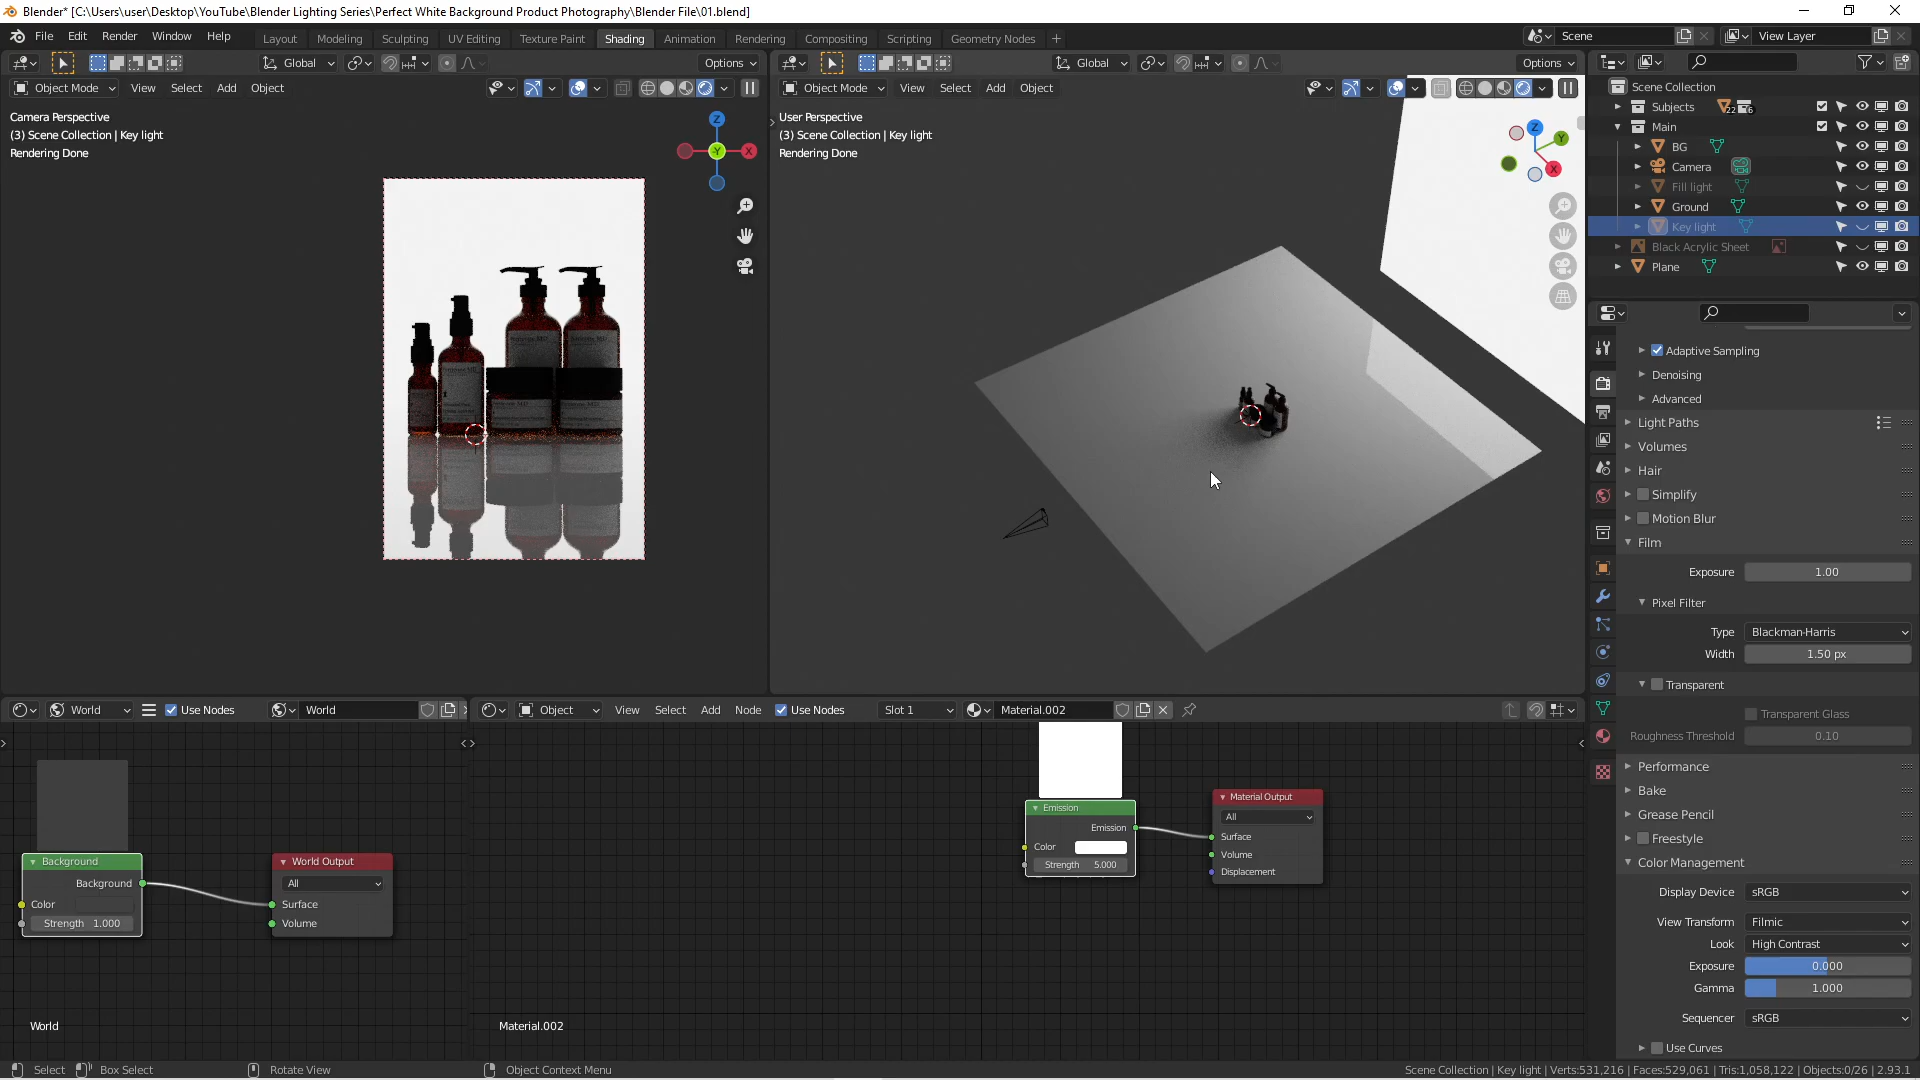 Blender* [C:\Users\user\Desktop\YouTube\Blender Lighting Series\Perfect White Background Product Photography\Blender File\01.blend]
File Edit Render Window Help
Layout Modeling Sculpting UV Editing Texture Paint Shading Animation Rendering Compositing Scripting Geometry Nodes +
Scene
View Layer
Global
Options
Global
Options
Object Mode View Select Add Object
Object Mode View Select Add Object
Camera Perspective
(3) Scene Collection | Key light
Rendering Done
Z
Y
X
User Perspective
(3) Scene Collection | Key light
Rendering Done
Z
Y
X
Scene Collection
Subjects 22 6
Main
BG
Camera
Fill light
Ground
Key light
Black Acrylic Sheet
Plane
Adaptive Sampling
Denoising
Advanced
Light Paths
Volumes
Hair
Simplify
Motion Blur
Film
Exposure 1.00
Pixel Filter
Type Blackman-Harris
Width 1.50 px
Transparent
Transparent Glass
Roughness Threshold 0.10
Performance
Bake
Grease Pencil
Freestyle
Color Management
Display Device sRGB
View Transform Filmic
Look High Contrast
Exposure 0.000
Gamma 1.000
Sequencer sRGB
Use Curves
World Use Nodes World
Background
Background
Color
Strength 1.000
World Output
All
Surface
Volume
World
Object View Select Add Node Use Nodes Slot 1 Material.002
Emission
Emission
Color
Strength 5.000
Material Output
All
Surface
Volume
Displacement
Material.002
Select Box Select Rotate View Object Context Menu
Scene Collection | Key light | Verts:531,216 | Faces:529,061 | Tris:1,058,122 | Objects:0/26 | 2.93.1